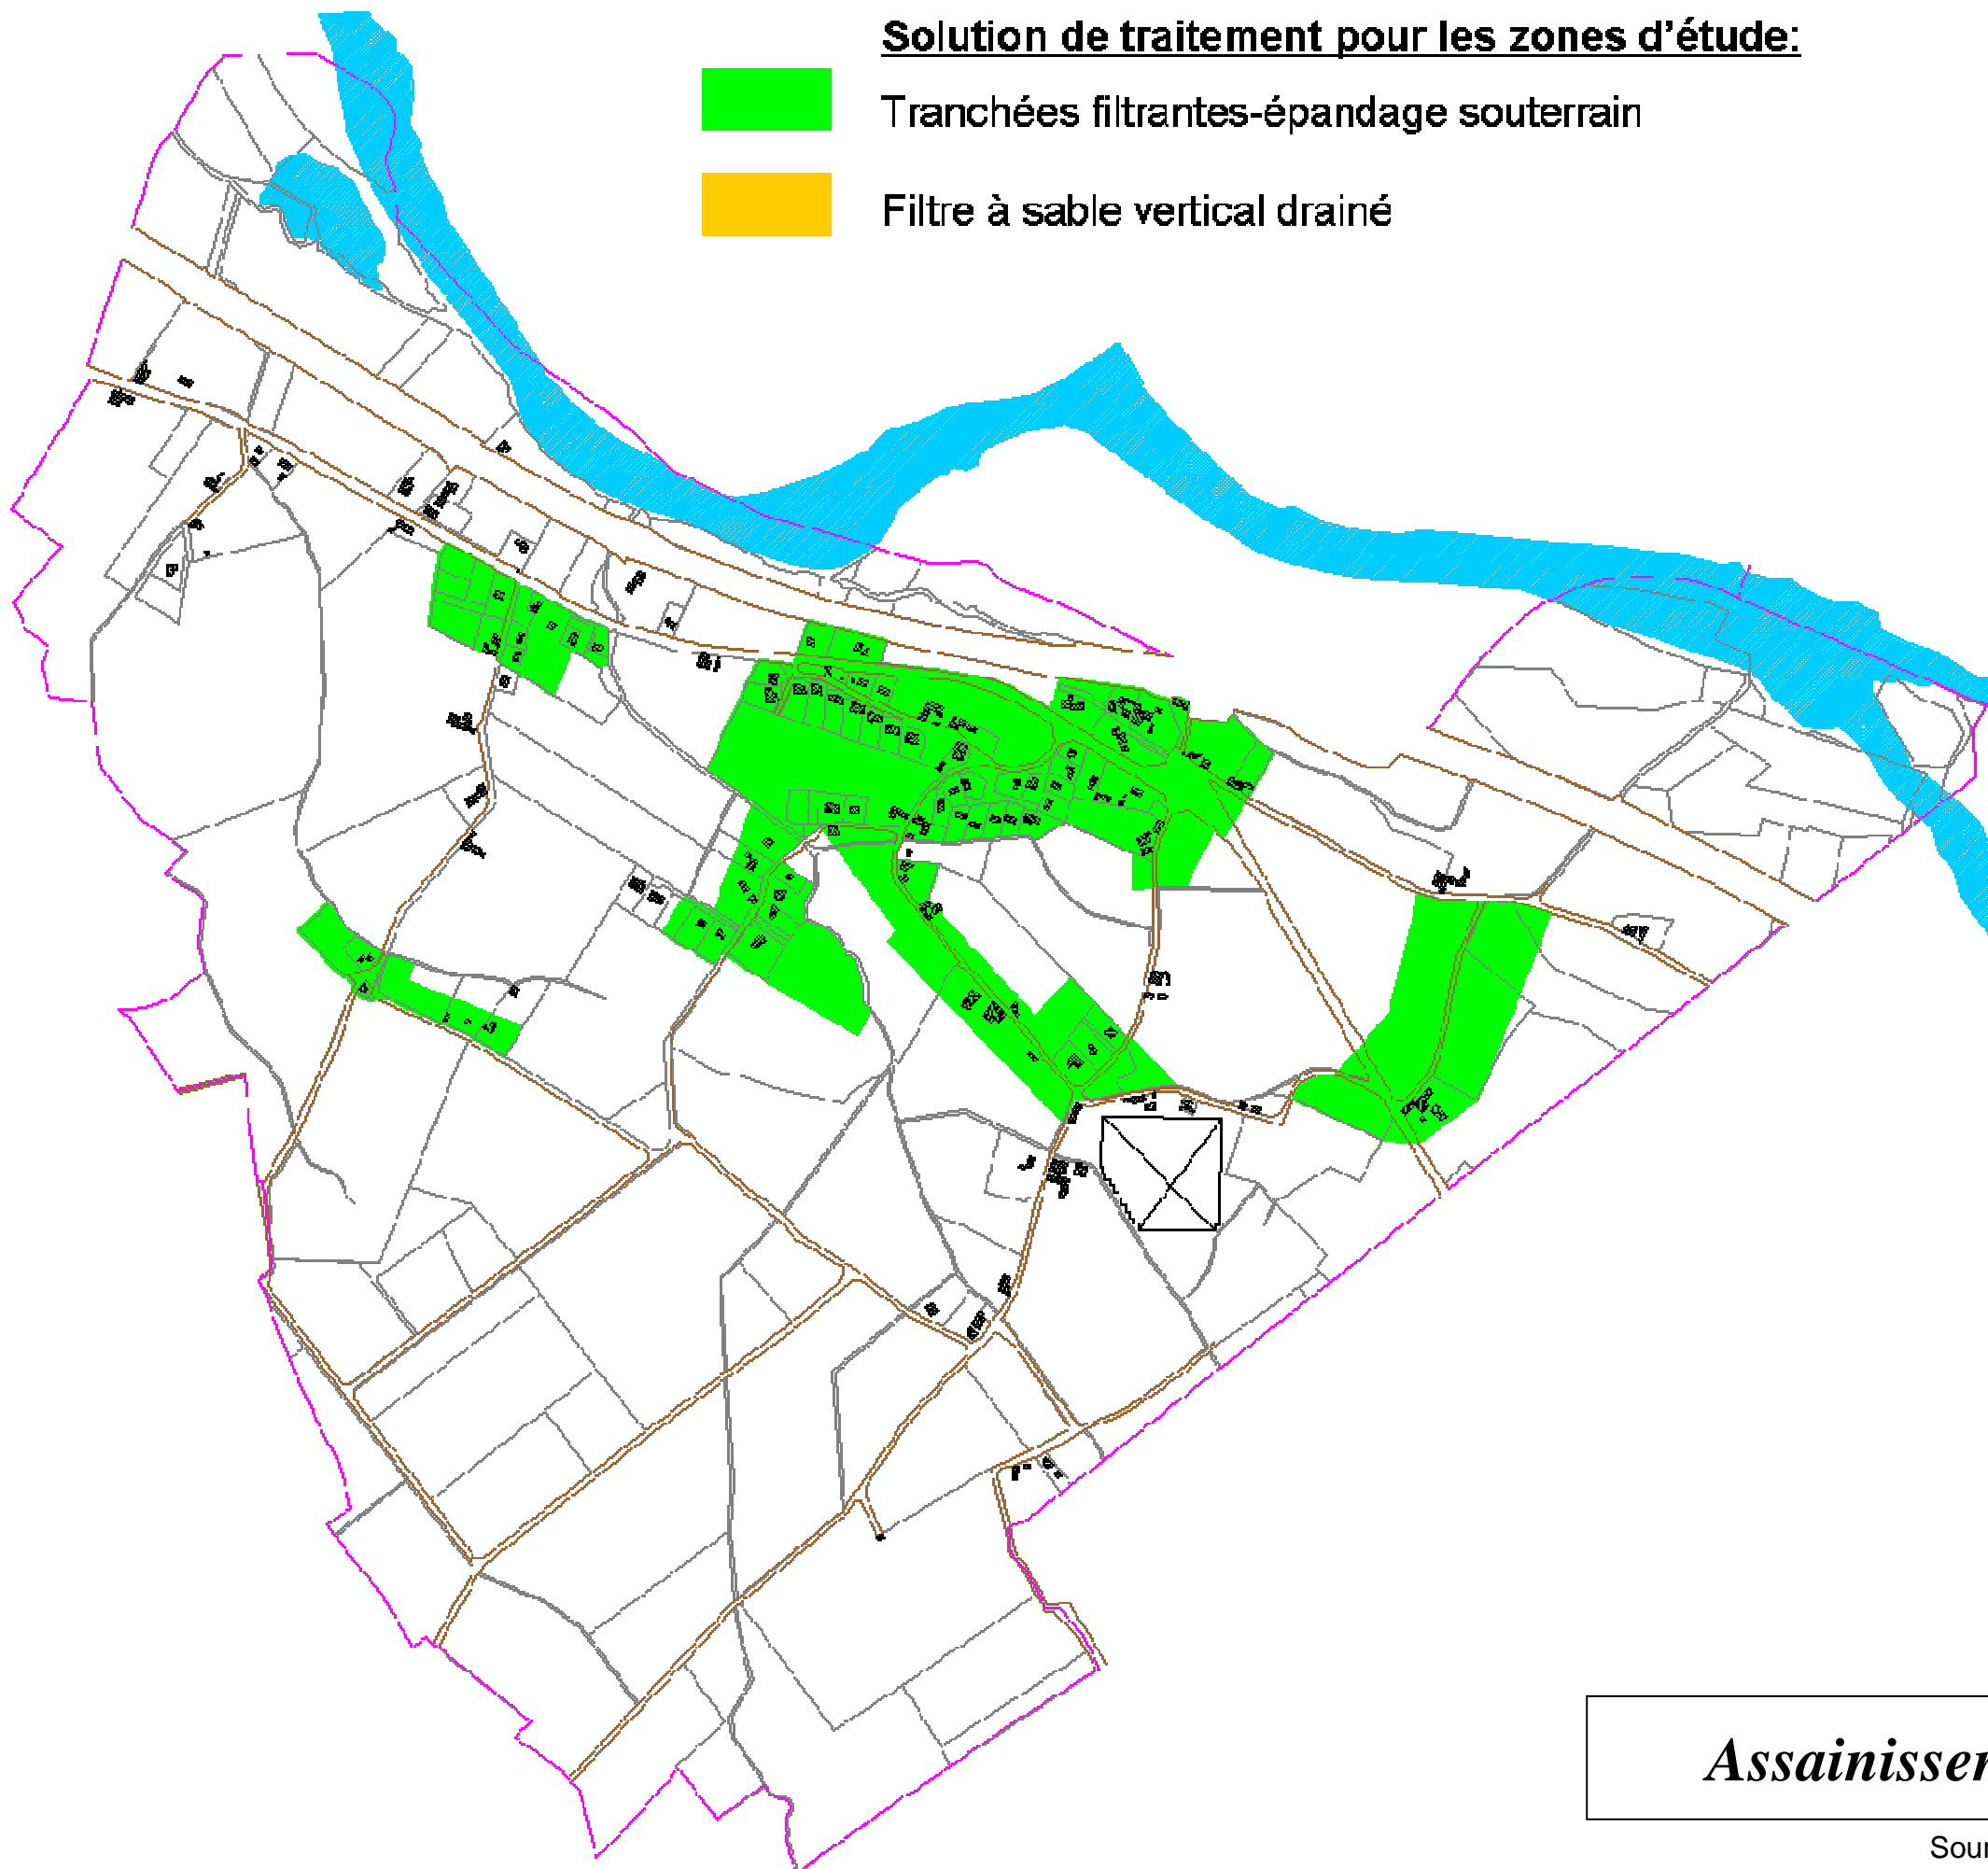 Solution de traitement pour les zones d'étude:
Tranchées filtrantes-épandage souterrain
Filtre à sable vertical drainé